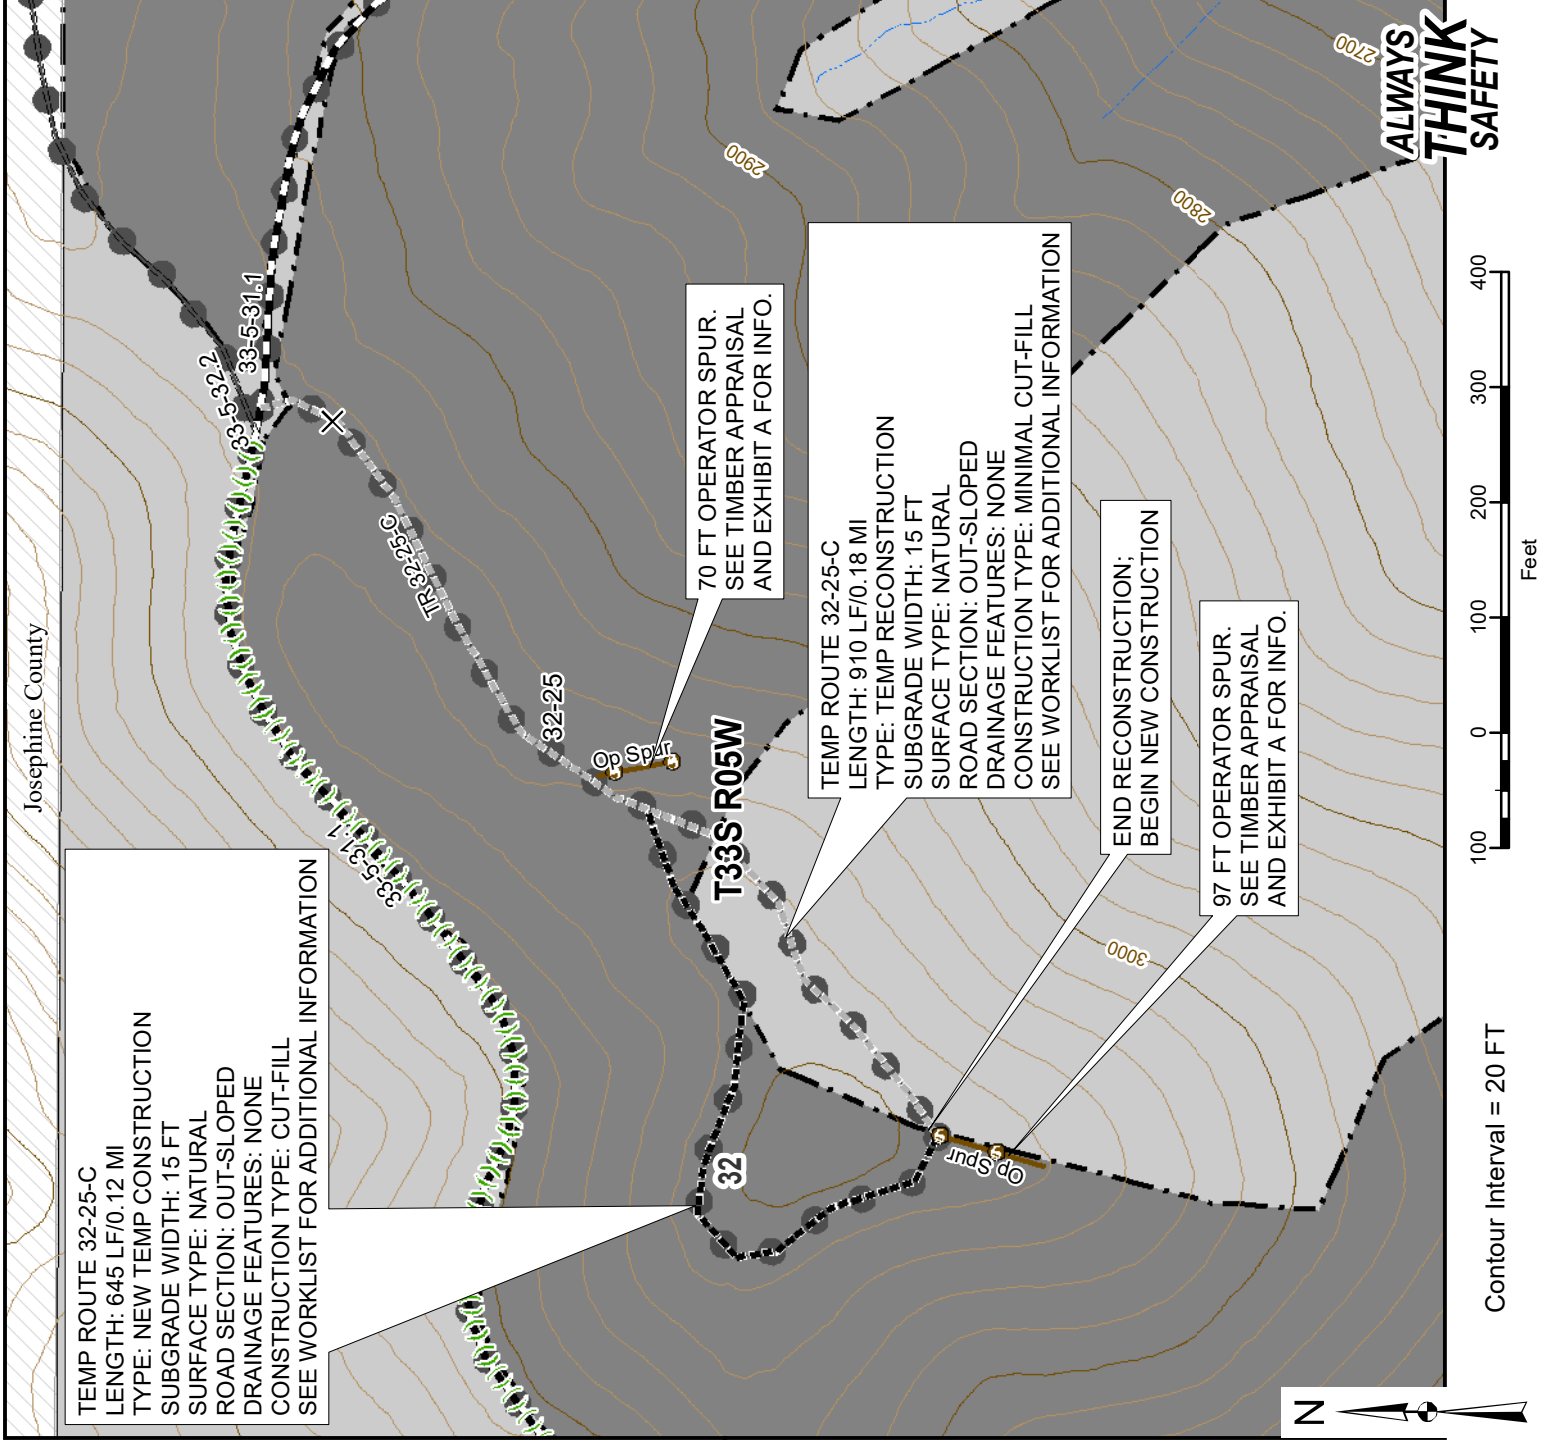 Josephine County
TEMP ROUTE 32-25-C
LENGTH: 645 LF/0.12 MI
TYPE: NEW TEMP CONSTRUCTION
SUBGRADE WIDTH: 15 FT
SURFACE TYPE: NATURAL
ROAD SECTION: OUT-SLOPED
DRAINAGE FEATURES: NONE
CONSTRUCTION TYPE: CUT-FILL
SEE WORKLIST FOR ADDITIONAL INFORMATION
33-5-31.1
33-5-32.2
33-5-31.1
TR-32-25-C
32-25
Op Spur
70 FT OPERATOR SPUR.
SEE TIMBER APPRAISAL
AND EXHIBIT A FOR INFO.
T33S R05W
32
TEMP ROUTE 32-25-C
LENGTH: 910 LF/0.18 MI
TYPE: TEMP RECONSTRUCTION
SUBGRADE WIDTH: 15 FT
SURFACE TYPE: NATURAL
ROAD SECTION: OUT-SLOPED
DRAINAGE FEATURES: NONE
CONSTRUCTION TYPE: MINIMAL CUT-FILL
SEE WORKLIST FOR ADDITIONAL INFORMATION
END RECONSTRUCTION;
BEGIN NEW CONSTRUCTION
Op Spur
97 FT OPERATOR SPUR.
SEE TIMBER APPRAISAL
AND EXHIBIT A FOR INFO.
2900
2800
2700
3000
ALWAYS
THINK
SAFETY
N
Contour Interval = 20 FT
100 0 100 200 300 400
Feet